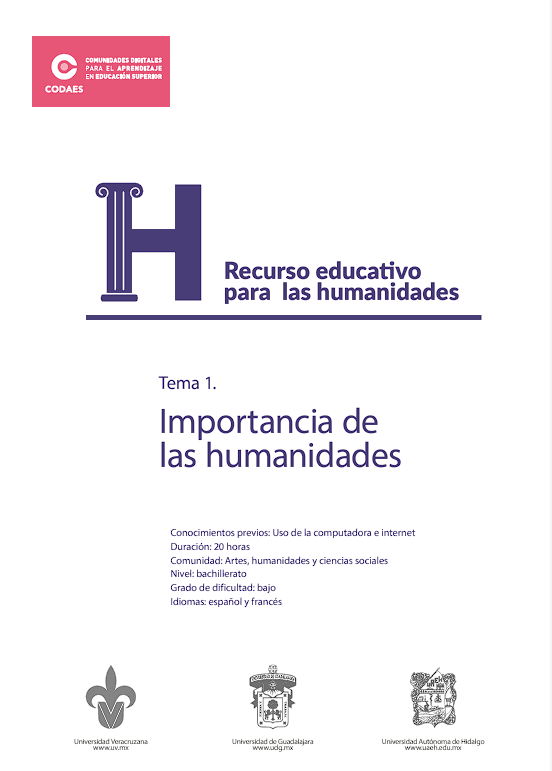 COMUNIDADES DIGITALES
PARA EL APRENDIZAJE
EN EDUCACIÓN SUPERIOR
CODAES
H
Recurso educativo
para las humanidades
Tema 1.
Importancia de
las humanidades
Conocimientos previos: Uso de la computadora e internet
Duración: 20 horas
Comunidad: Artes, humanidades y ciencias sociales
Nivel: bachillerato
Grado de dificultad: bajo
Idiomas: español y francés
Universidad Veracruzana
www.uv.mx
Universidad de Guadalajara
www.udg.mx
Universidad Autónoma de Hidalgo
www.uaeh.edu.mx